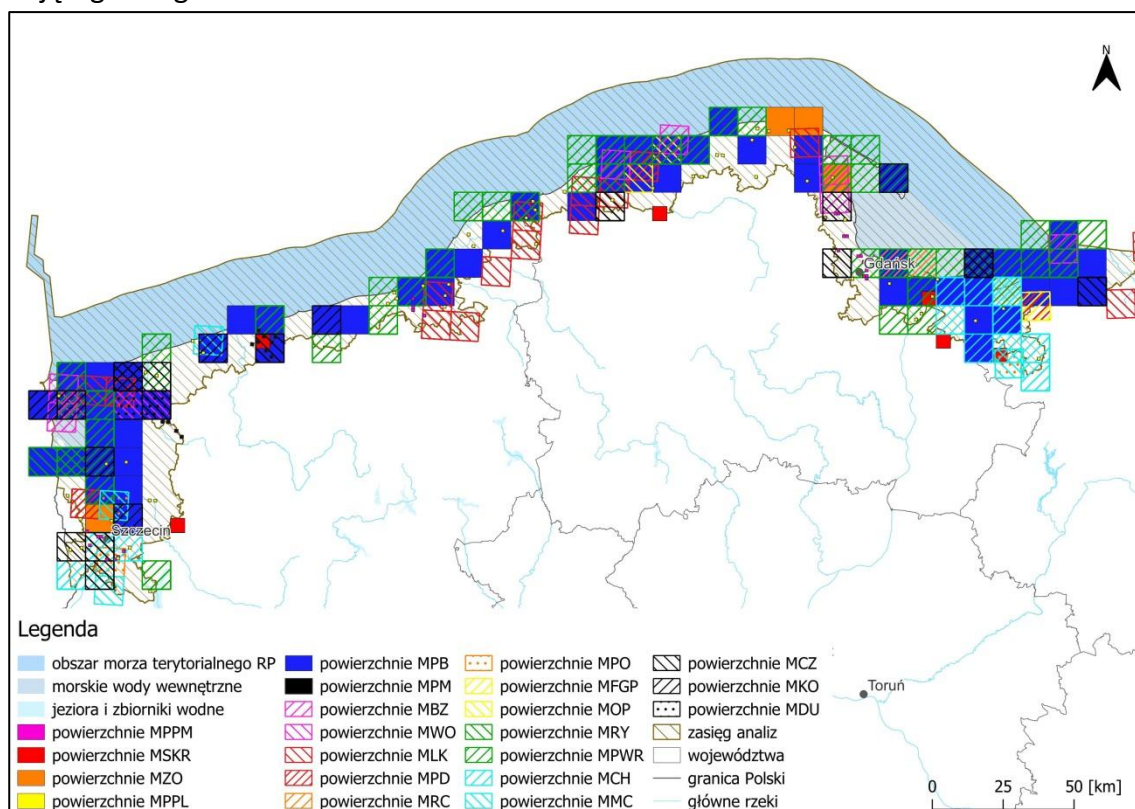 N
Gdańsk
Szczecin
Legenda
obszar morza terytorialnego RP
morskie wody wewnętrzne
jeziora i zbiorniki wodne
powierzchnie MPPM
powierzchnie MSKR
powierzchnie MZO
powierzchnie MPPL
powierzchnie MPB
powierzchnie MPM
powierzchnie MBZ
powierzchnie MWO
powierzchnie MLK
powierzchnie MPD
powierzchnie MRC
powierzchnie MPO
powierzchnie MFGP
powierzchnie MOP
powierzchnie MRY
powierzchnie MPWR
powierzchnie MCH
powierzchnie MMC
powierzchnie MCZ
powierzchnie MKO
powierzchnie MDU
zasięg analiz
województwa
granica Polski
główne rzeki
Toruń
0 25 50 [km]